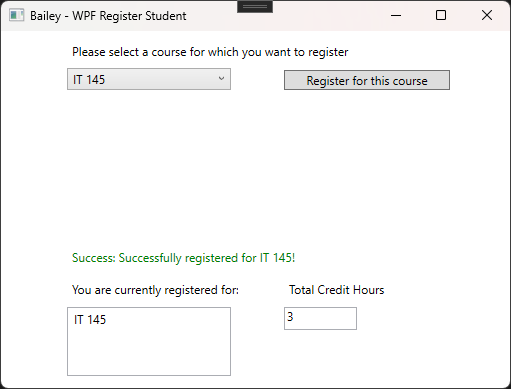 Bailey - WPF Register Student
Please select a course for which you want to register
IT 145
Register for this course
Success: Successfully registered for IT 145!
You are currently registered for:
Total Credit Hours
IT 145
3